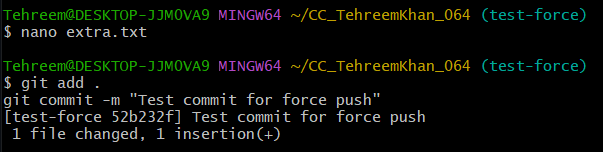 Tehreem@DESKTOP-JJM0VA9 MINGW64 ~/CC_TehreemKhan_064 (test-force)
$ nano extra.txt
Tehreem@DESKTOP-JJM0VA9 MINGW64 ~/CC_TehreemKhan_064 (test-force)
$ git add .
git commit -m "Test commit for force push"
[test-force 52b232f] Test commit for force push
 1 file changed, 1 insertion(+)